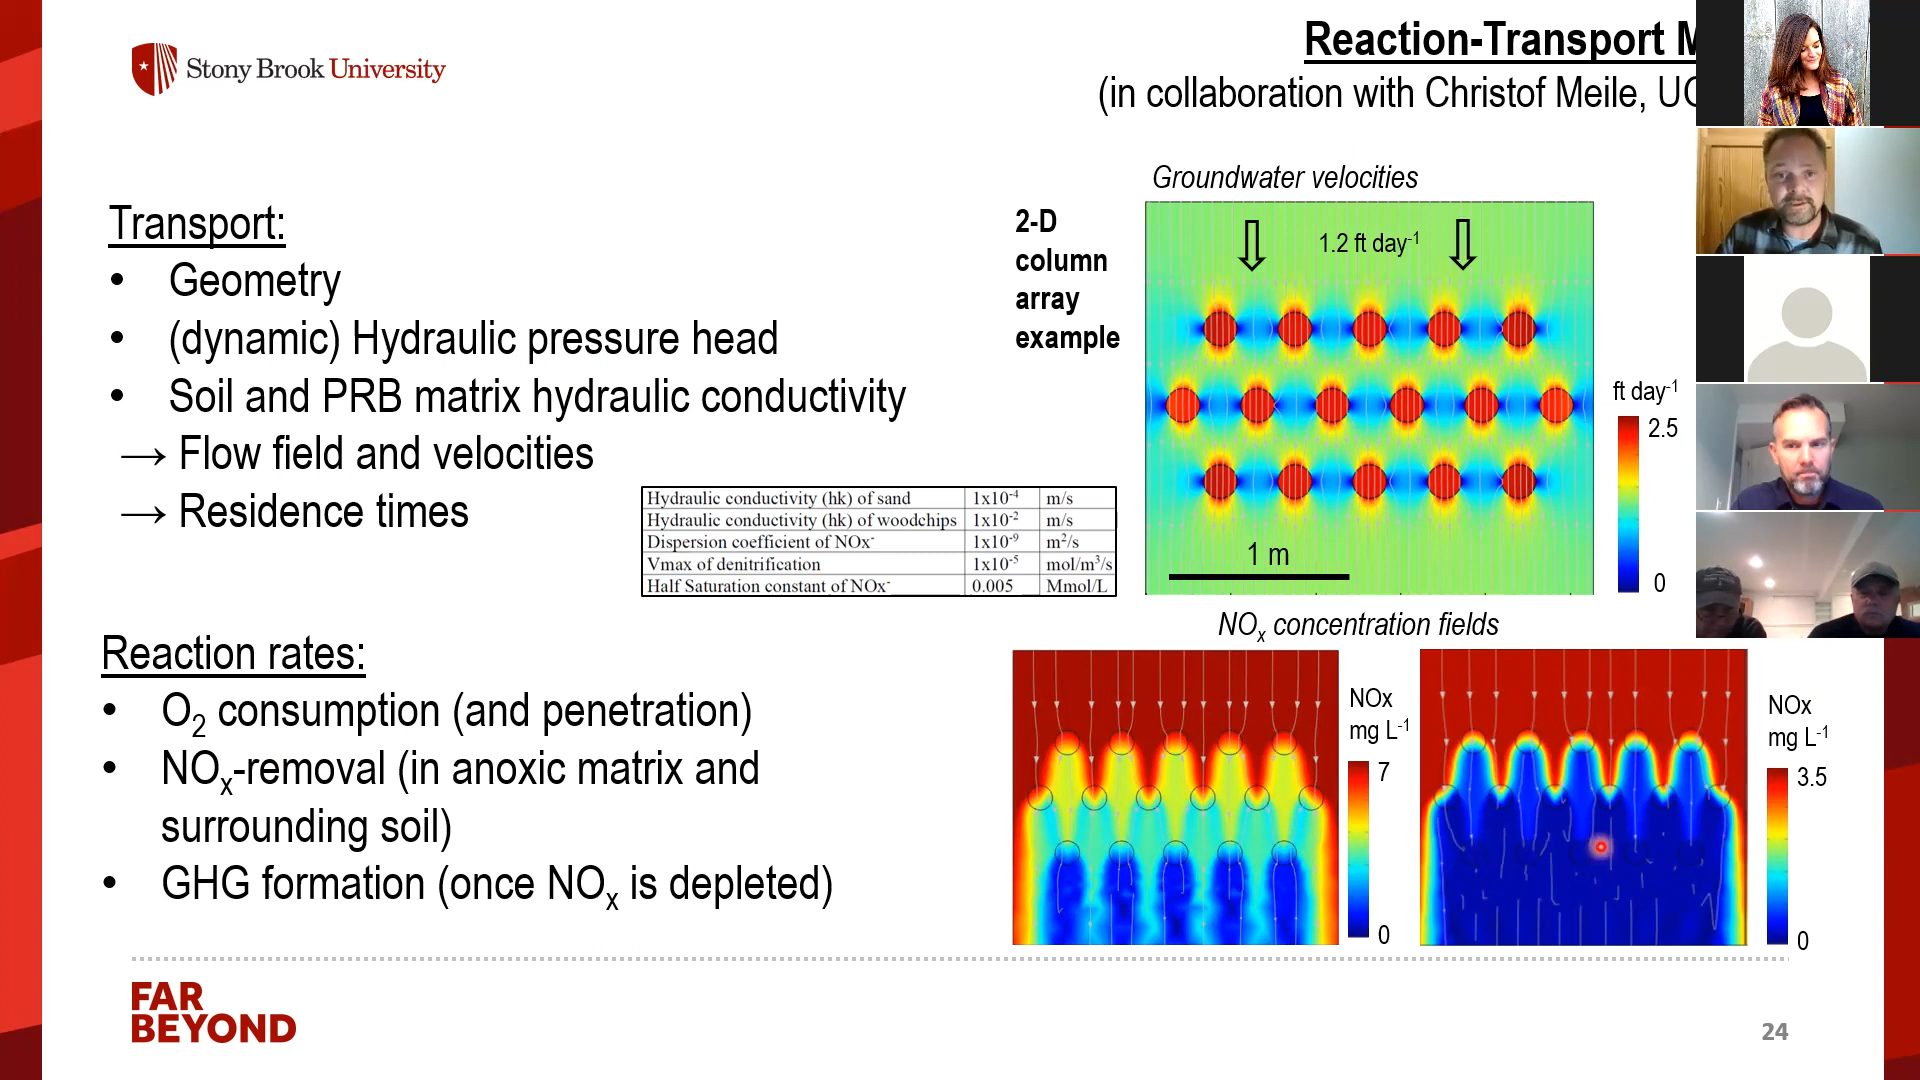 Stony Brook University
Reaction-Transport
(in collaboration with Christof Meile,
Transport:
• Geometry
• (dynamic) Hydraulic pressure head
• Soil and PRB matrix hydraulic conductivity
→ Flow field and velocities
→ Residence times
Hydraulic conductivity (hk) of sand 1x10⁻⁴ m/s
Hydraulic conductivity (hk) of woodchips 1x10⁻² m/s
Dispersion coefficient of NOx⁻ 1x10⁻⁹ m²/s
Vmax of denitrification 1x10⁻⁵ mol/m³/s
Half Saturation constant of NOx⁻ 0.005 Mmol/L
Reaction rates:
• O₂ consumption (and penetration)
• NOₓ-removal (in anoxic matrix and
surrounding soil)
• GHG formation (once NOₓ is depleted)
Groundwater velocities
2-D
column
array
example
1.2 ft day⁻¹
1 m
ft day⁻¹
2.5
0
NOₓ concentration fields
NOx
mg L⁻¹
7
0
NOx
mg L⁻¹
3.5
0
FAR
BEYOND
24